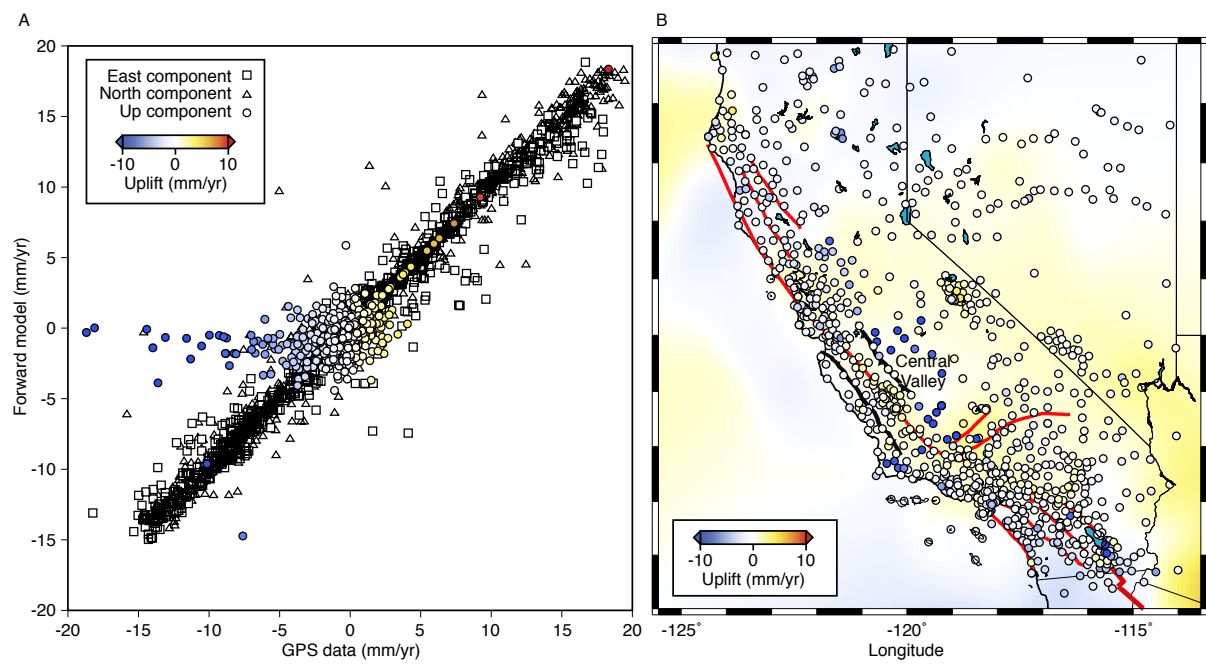 A
20
15
10
5
0
-5
-10
-15
-20
-20
-15
-10
-5
0
5
10
15
20
Forward model (mm/yr)
GPS data (mm/yr)
East component
North component
Up component
-10
0
10
Uplift (mm/yr)
B
Central
Valley
-10
0
10
Uplift (mm/yr)
-125˚
-120˚
-115˚
Longitude